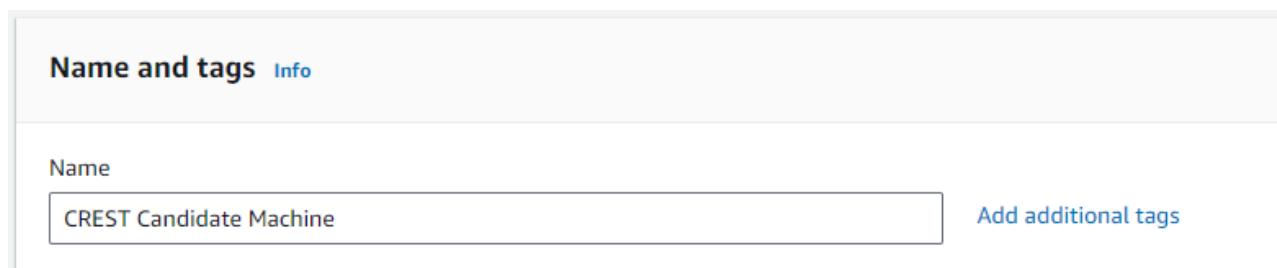 Name and tags Info
Name
CREST Candidate Machine
Add additional tags